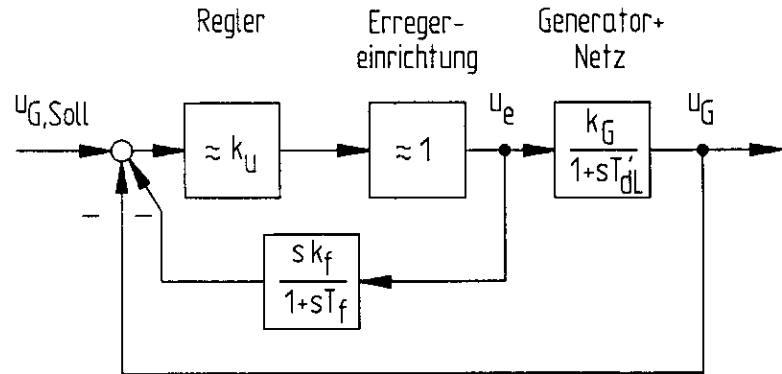 Regler
Erreger-
einrichtung
Generator+
Netz
u_G,Soll
≈ k_u
≈ 1
u_e
k_G
1+sT'_dL
u_G
– –
s k_f
1+sT_f